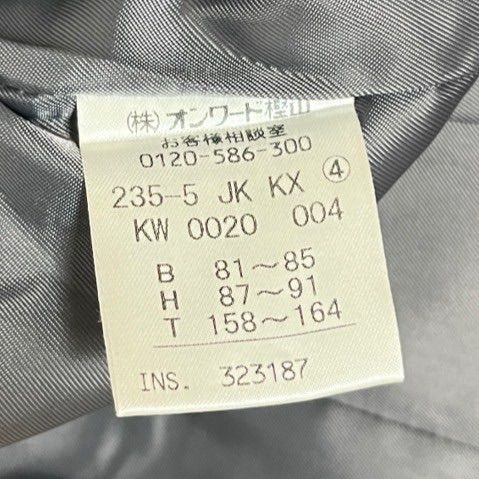 (株)オンワード樫山
お客様相談室
0120-586-300
235-5 JK KX ④
KW 0020 004
B 81~85
H 87~91
T 158~164
INS. 323187